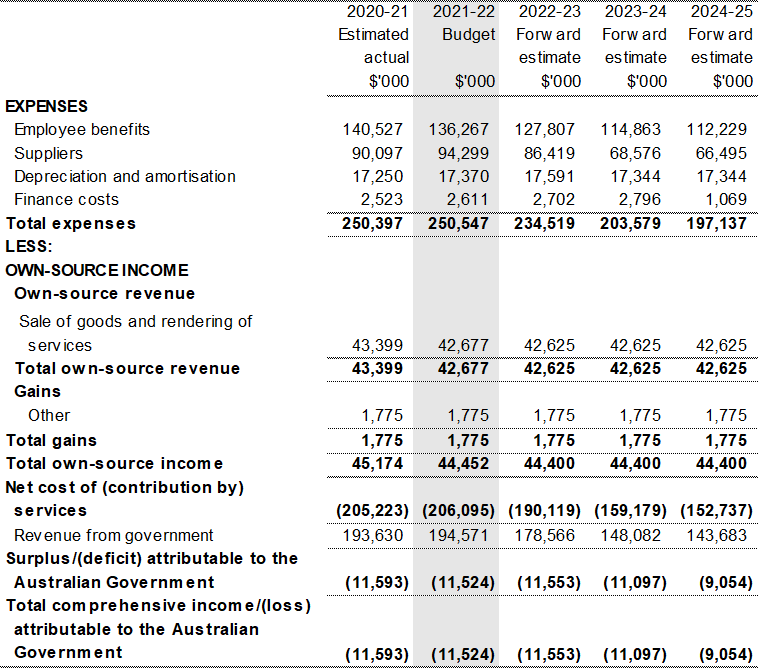 2020-21 2021-22 2022-23 2023-24 2024-25
Estimated Budget Forward Forward Forward
actual estimate estimate estimate
$'000 $'000 $'000 $'000 $'000
EXPENSES
Employee benefits 140,527 136,267 127,807 114,863 112,229
Suppliers 90,097 94,299 86,419 68,576 66,495
Depreciation and amortisation 17,250 17,370 17,591 17,344 17,344
Finance costs 2,523 2,611 2,702 2,796 1,069
Total expenses 250,397 250,547 234,519 203,579 197,137
LESS:
OWN-SOURCE INCOME
Own-source revenue
Sale of goods and rendering of
services 43,399 42,677 42,625 42,625 42,625
Total own-source revenue 43,399 42,677 42,625 42,625 42,625
Gains
Other 1,775 1,775 1,775 1,775 1,775
Total gains 1,775 1,775 1,775 1,775 1,775
Total own-source income 45,174 44,452 44,400 44,400 44,400
Net cost of (contribution by)
services (205,223) (206,095) (190,119) (159,179) (152,737)
Revenue from government 193,630 194,571 178,566 148,082 143,683
Surplus/(deficit) attributable to the
Australian Government (11,593) (11,524) (11,553) (11,097) (9,054)
Total comprehensive income/(loss)
attributable to the Australian
Government (11,593) (11,524) (11,553) (11,097) (9,054)